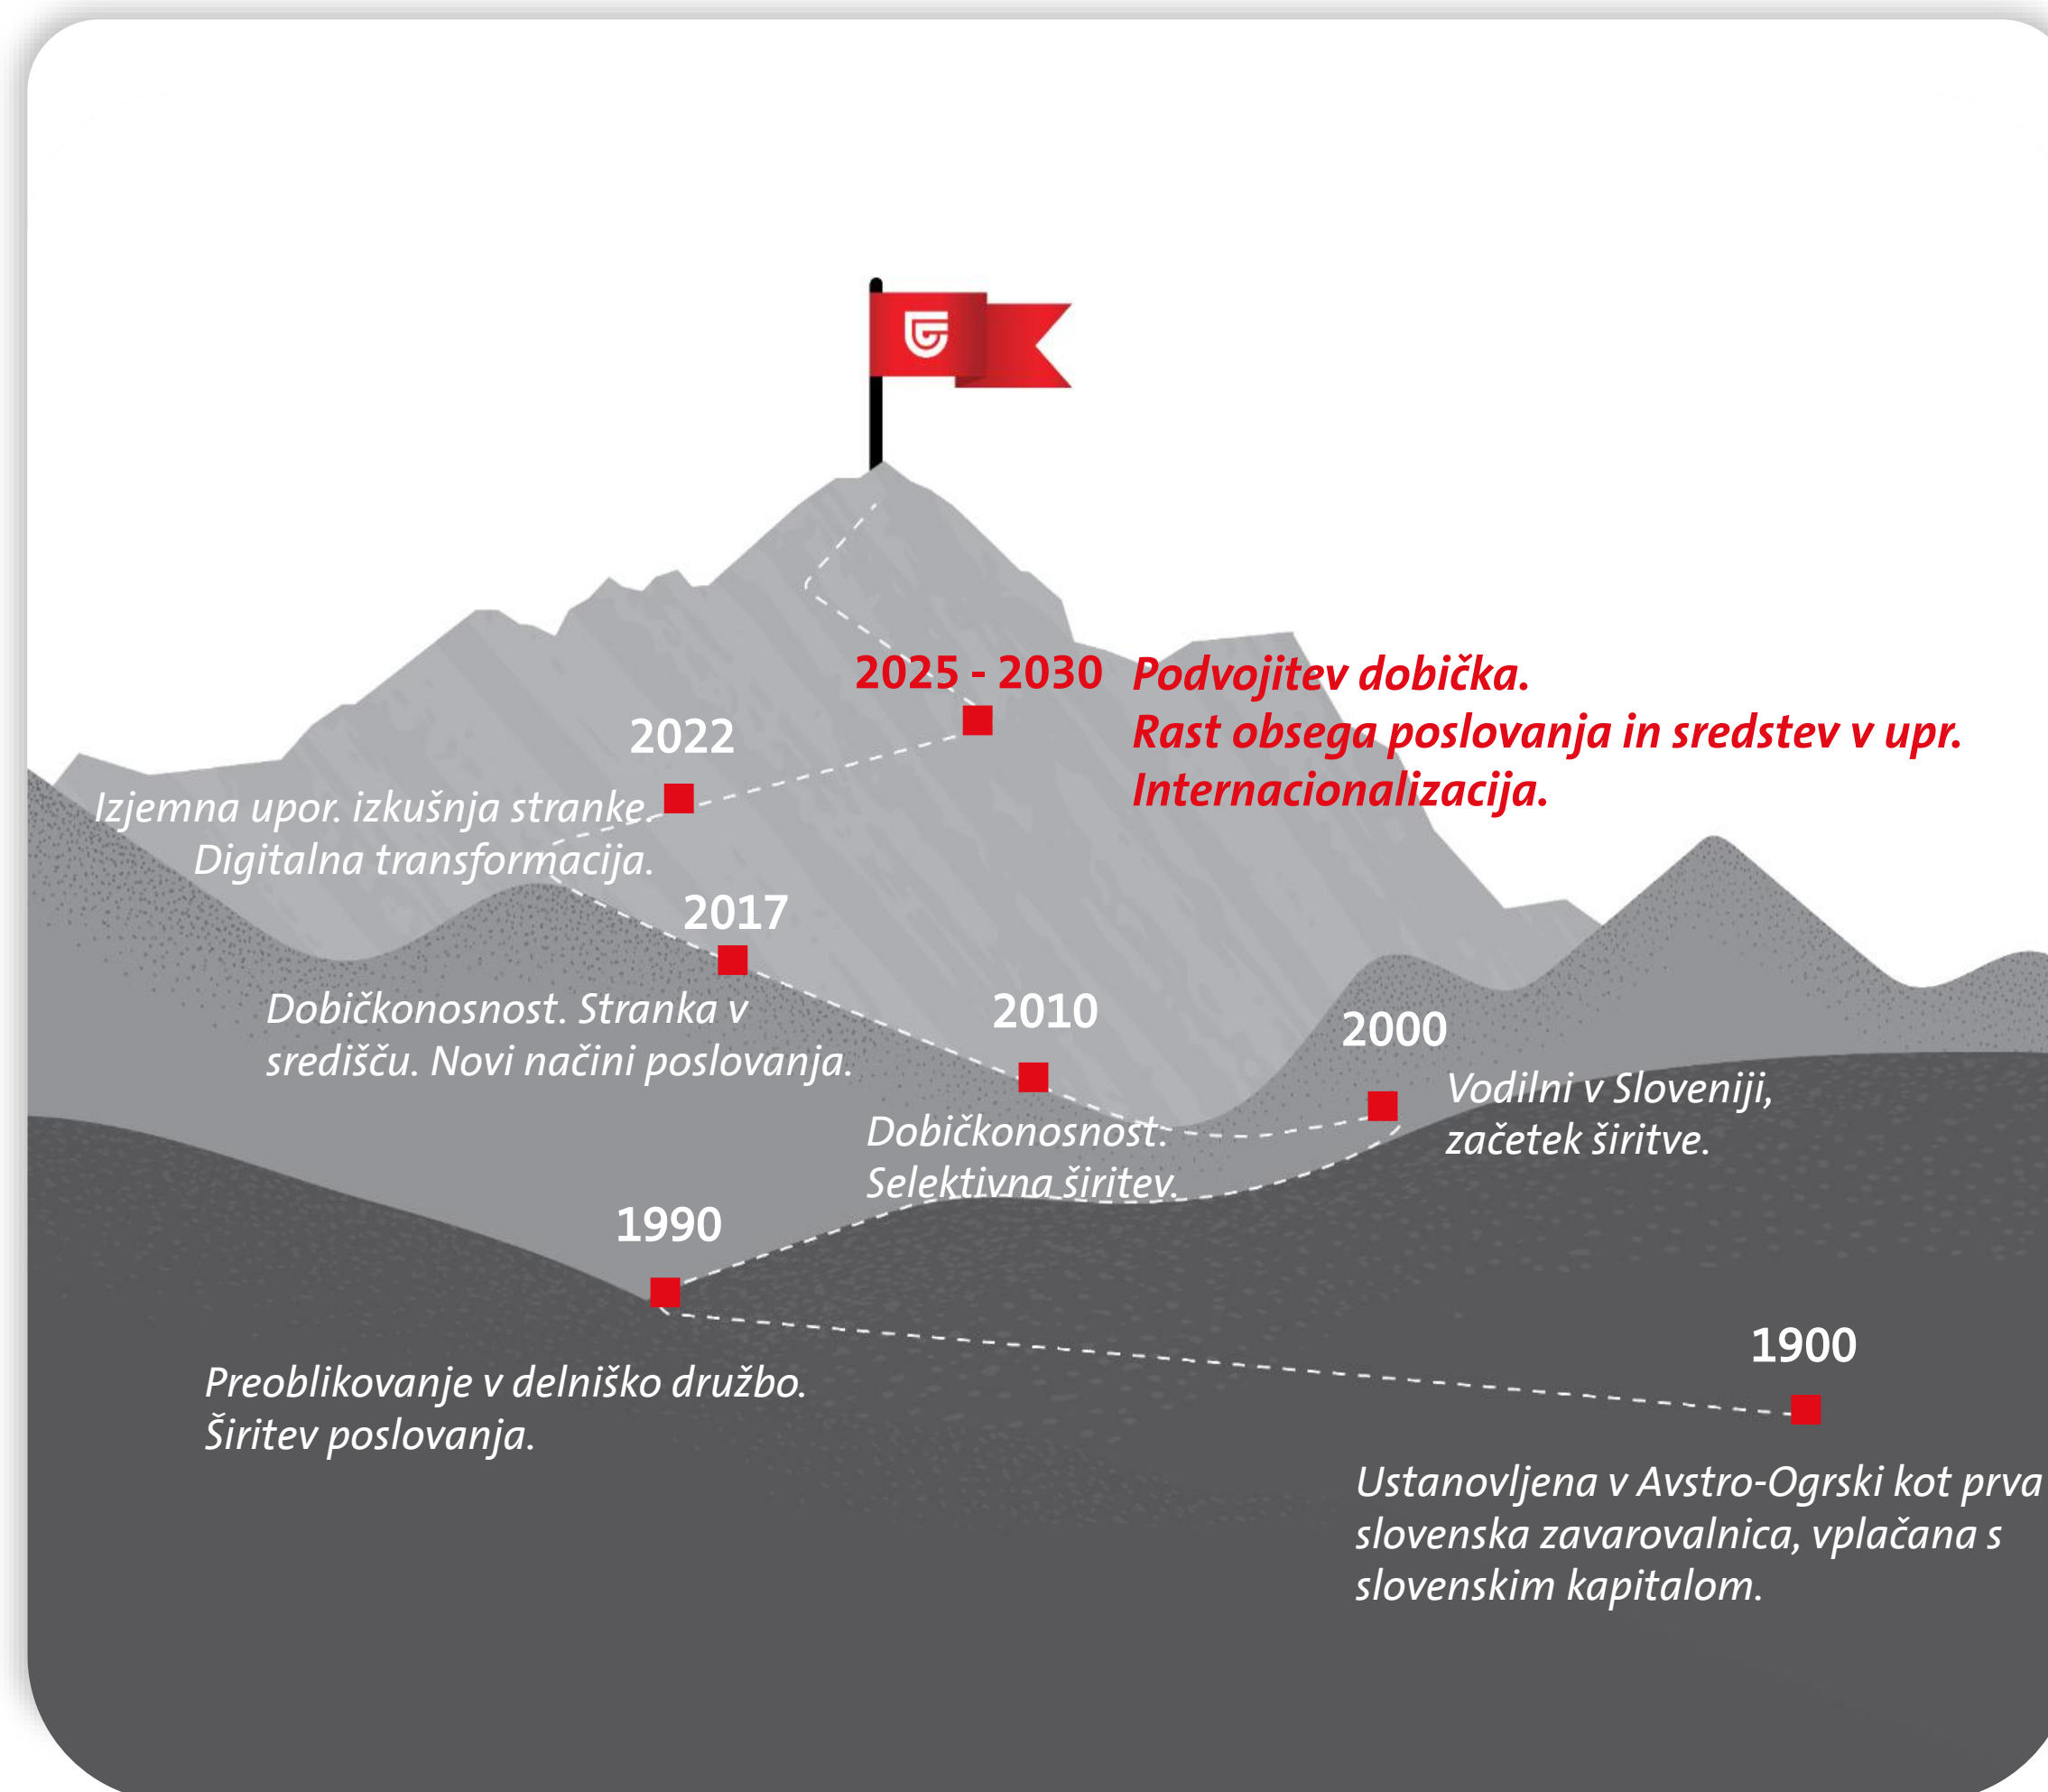 2025 - 2030
Podvojitev dobička.
Rast obsega poslovanja in sredstev v upr.
Internacionalizacija.
2022
Izjemna upor. izkušnja stranke.
Digitalna transformacija.
2017
Dobičkonosnost. Stranka v
središču. Novi načini poslovanja.
2010
Dobičkonosnost.
Selektivna širitev.
2000
Vodilni v Sloveniji,
začetek širitve.
1990
Preoblikovanje v delniško družbo.
Širitev poslovanja.
1900
Ustanovljena v Avstro-Ogrski kot prva
slovenska zavarovalnica, vplačana s
slovenskim kapitalom.